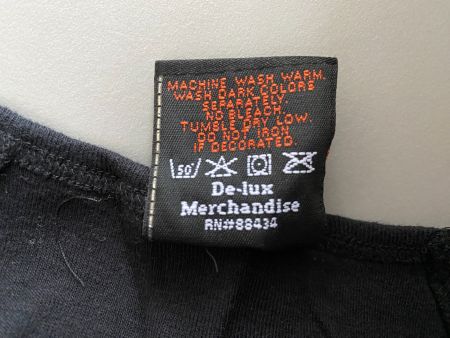 MACHINE WASH WARM.
WASH DARK COLORS
SEPARATELY.
NO BLEACH.
TUMBLE DRY LOW.
DO NOT IRON
IF DECORATED.
50°
De-lux
Merchandise
RN#88434